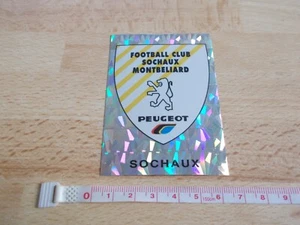 FOOTBALL CLUB
SOCHAUX
MONTBELIARD
PEUGEOT
SOCHAUX
0 1 2 3 4 5 6 7 8 9